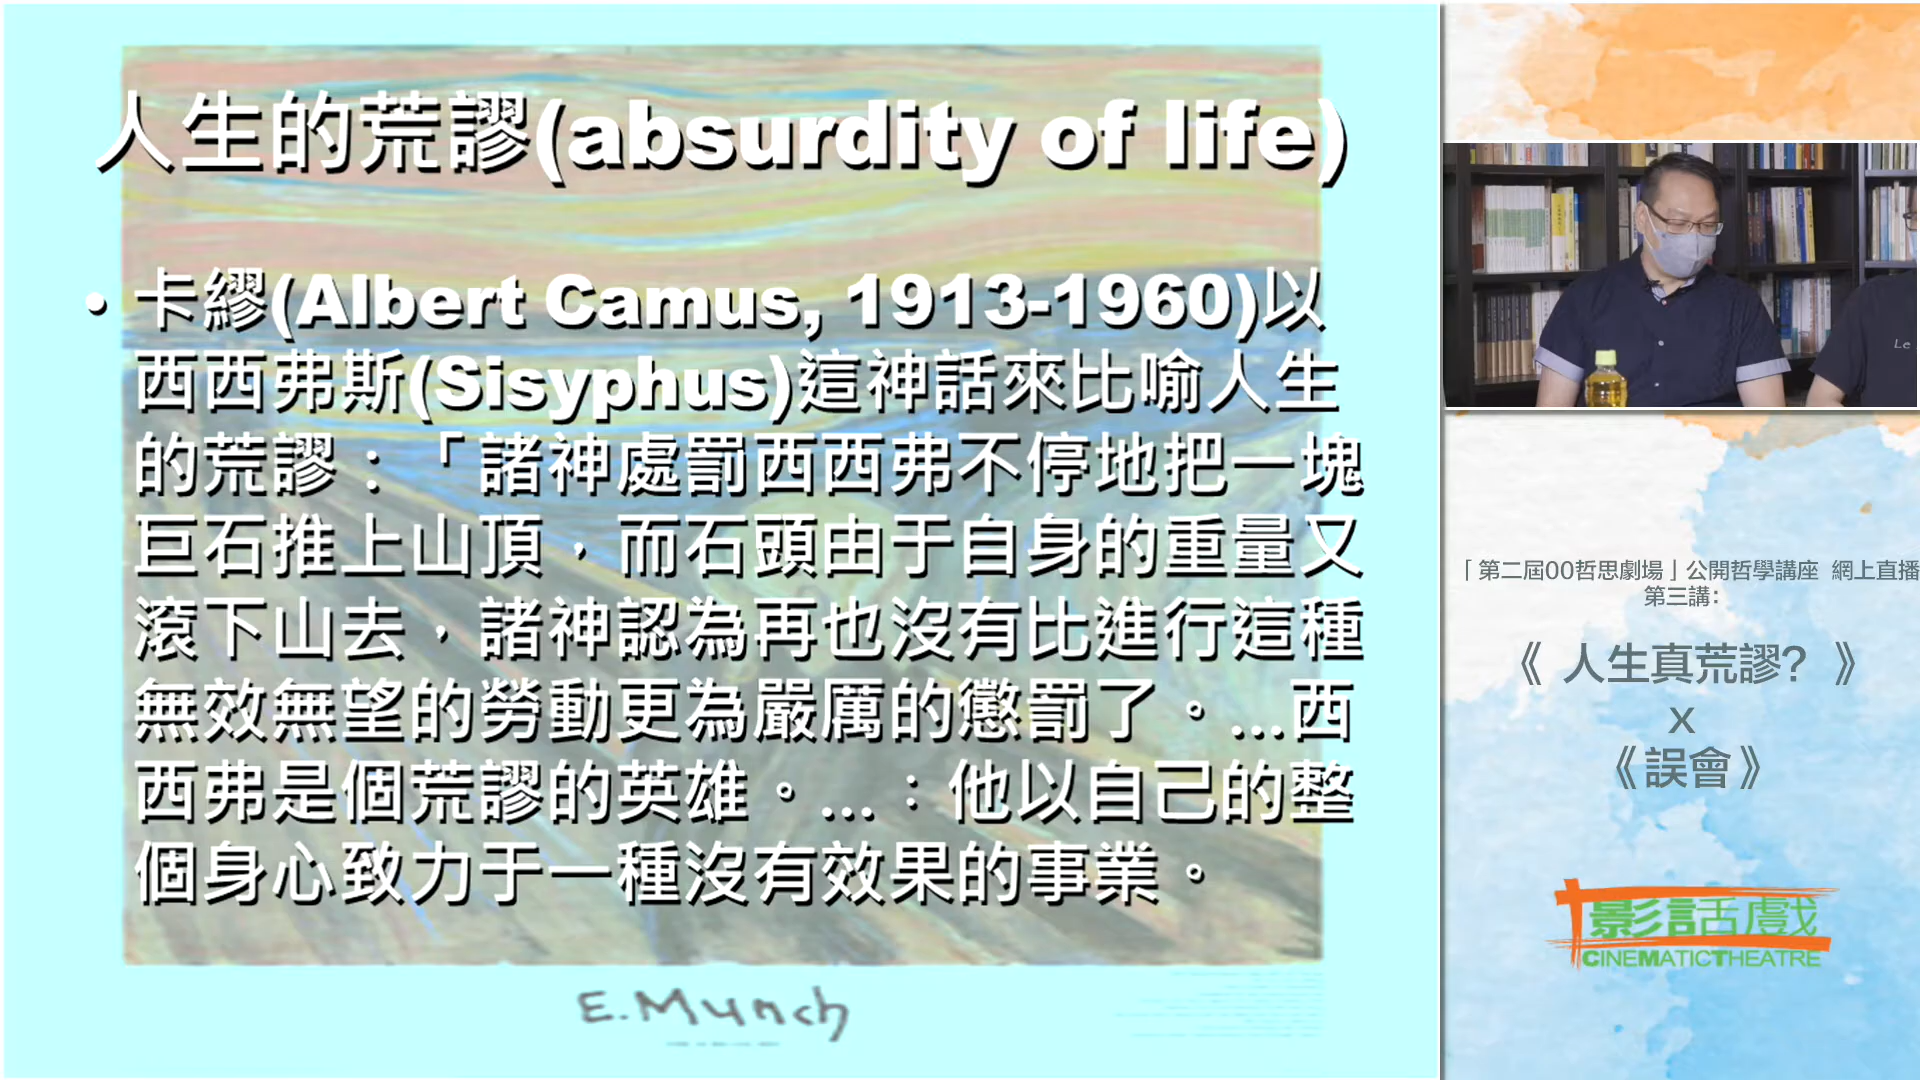 人生的荒謬(absurdity of life)
• 卡繆(Albert Camus, 1913-1960)以
西西弗斯(Sisyphus)這神話來比喻人生
的荒謬：「諸神處罰西西弗不停地把一塊
巨石推上山頂，而石頭由于自身的重量又
滾下山去，諸神認為再也沒有比進行這種
無效無望的勞動更為嚴厲的懲罰了。...西
西弗是個荒謬的英雄。...：他以自己的整
個身心致力于一種沒有效果的事業。
E. Munch
Le
「第二屆OO哲思劇場」公開哲學講座 網上直播
第三講：
《 人生真荒謬? 》
x
《誤會》
影話戲
CINEMATICTHEATRE